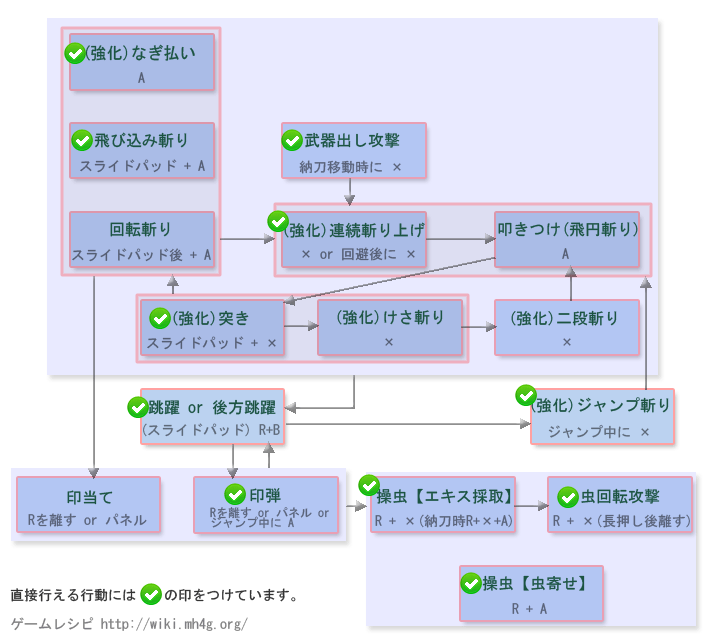 (強化)なぎ払い
A
飛び込み斬り
スライドパッド + A
武器出し攻撃
納刀移動時に ×
回転斬り
スライドパッド後 + A
(強化)連続斬り上げ
× or 回避後に ×
叩きつけ(飛円斬り)
A
(強化)突き
スライドパッド + ×
(強化)けさ斬り
×
(強化)二段斬り
×
跳躍 or 後方跳躍
(スライドパッド) R+B
(強化)ジャンプ斬り
ジャンプ中に ×
印当て
Rを離す or パネル
印弾
Rを離す or パネル or
ジャンプ中に A
操虫【エキス採取】
R + ×(納刀時R+×+A)
虫回転攻撃
R + ×(長押し後離す)
操虫【虫寄せ】
R + A
直接行える行動には の印をつけています。
ゲームレシピ http://wiki.mh4g.org/